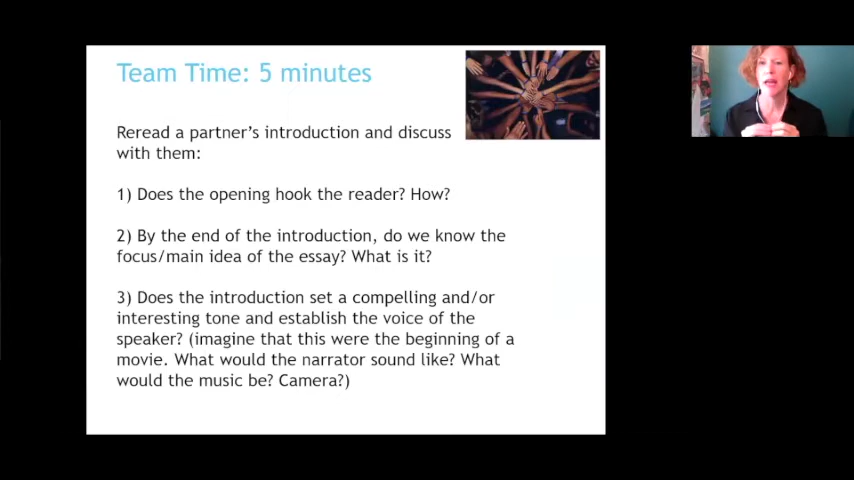 Team Time: 5 minutes
Reread a partner's introduction and discuss
with them:
1) Does the opening hook the reader? How?
2) By the end of the introduction, do we know the
focus/main idea of the essay? What is it?
3) Does the introduction set a compelling and/or
interesting tone and establish the voice of the
speaker? (imagine that this were the beginning of a
movie. What would the narrator sound like? What
would the music be? Camera?)